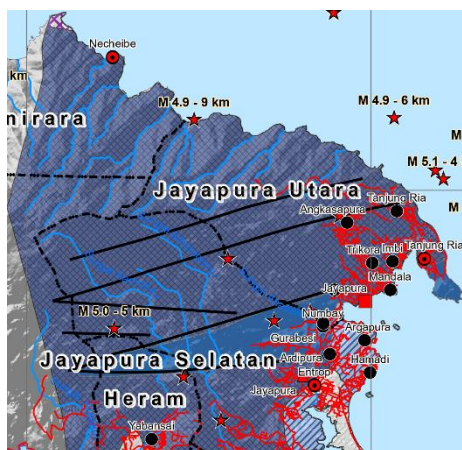 Necheibe
km
M 4.9 - 9 km
M 4.9 - 6 km
mirara
M 5.1 - 4
Jayapura Utara
Tanjung Ria
M
Angkasapura
Trikora
Imbi
Tanjung Ria
Mandala
Jayapura
M 5.0 - 5 km
Numbay
Gurabesi
Argapura
Jayapura Selatan
Ardipura
Hamadi
Entrop
Heram
Jayapura
M
Yabansai